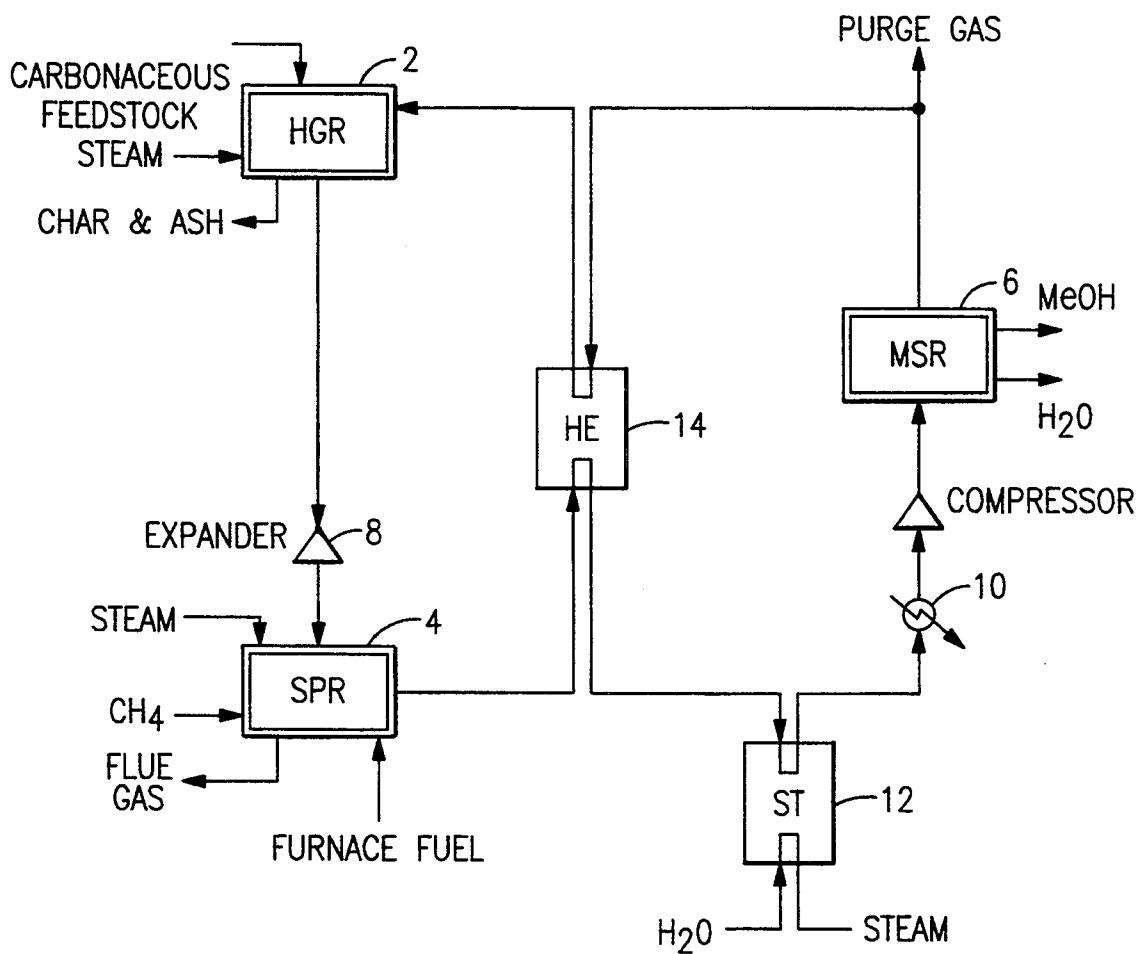 PURGE GAS
2
CARBONACEOUS
FEEDSTOCK
STEAM
HGR
CHAR & ASH
6
MeOH
MSR
H2O
HE
14
COMPRESSOR
EXPANDER
8
10
STEAM
4
SPR
CH4
FLUE
GAS
FURNACE FUEL
ST
12
H2O
STEAM